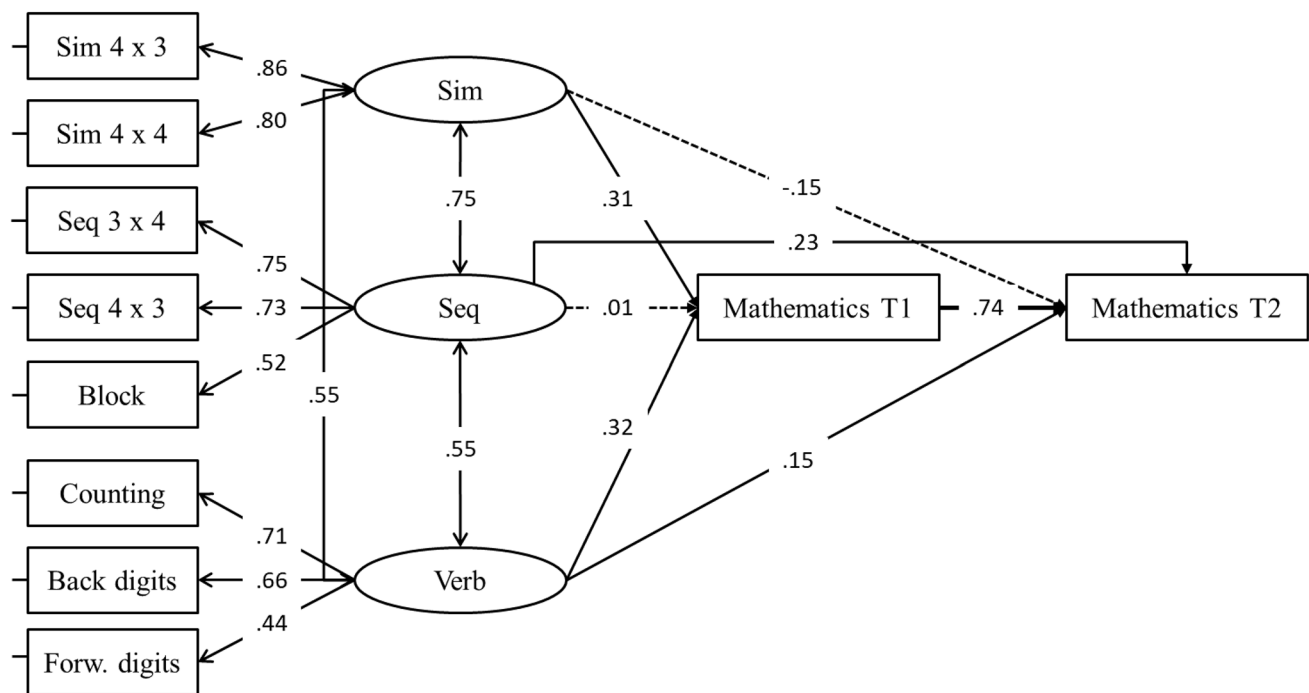 Sim 4 x 3
.86
Sim
Sim 4 x 4
.80
-.15
.75
.31
Seq 3 x 4
.23
.75
Seq 4 x 3
.73
Seq
.01
Mathematics T1
.74
Mathematics T2
.52
Block
.55
.32
.55
.15
Counting
.71
Back digits
.66
Verb
.44
Forw. digits